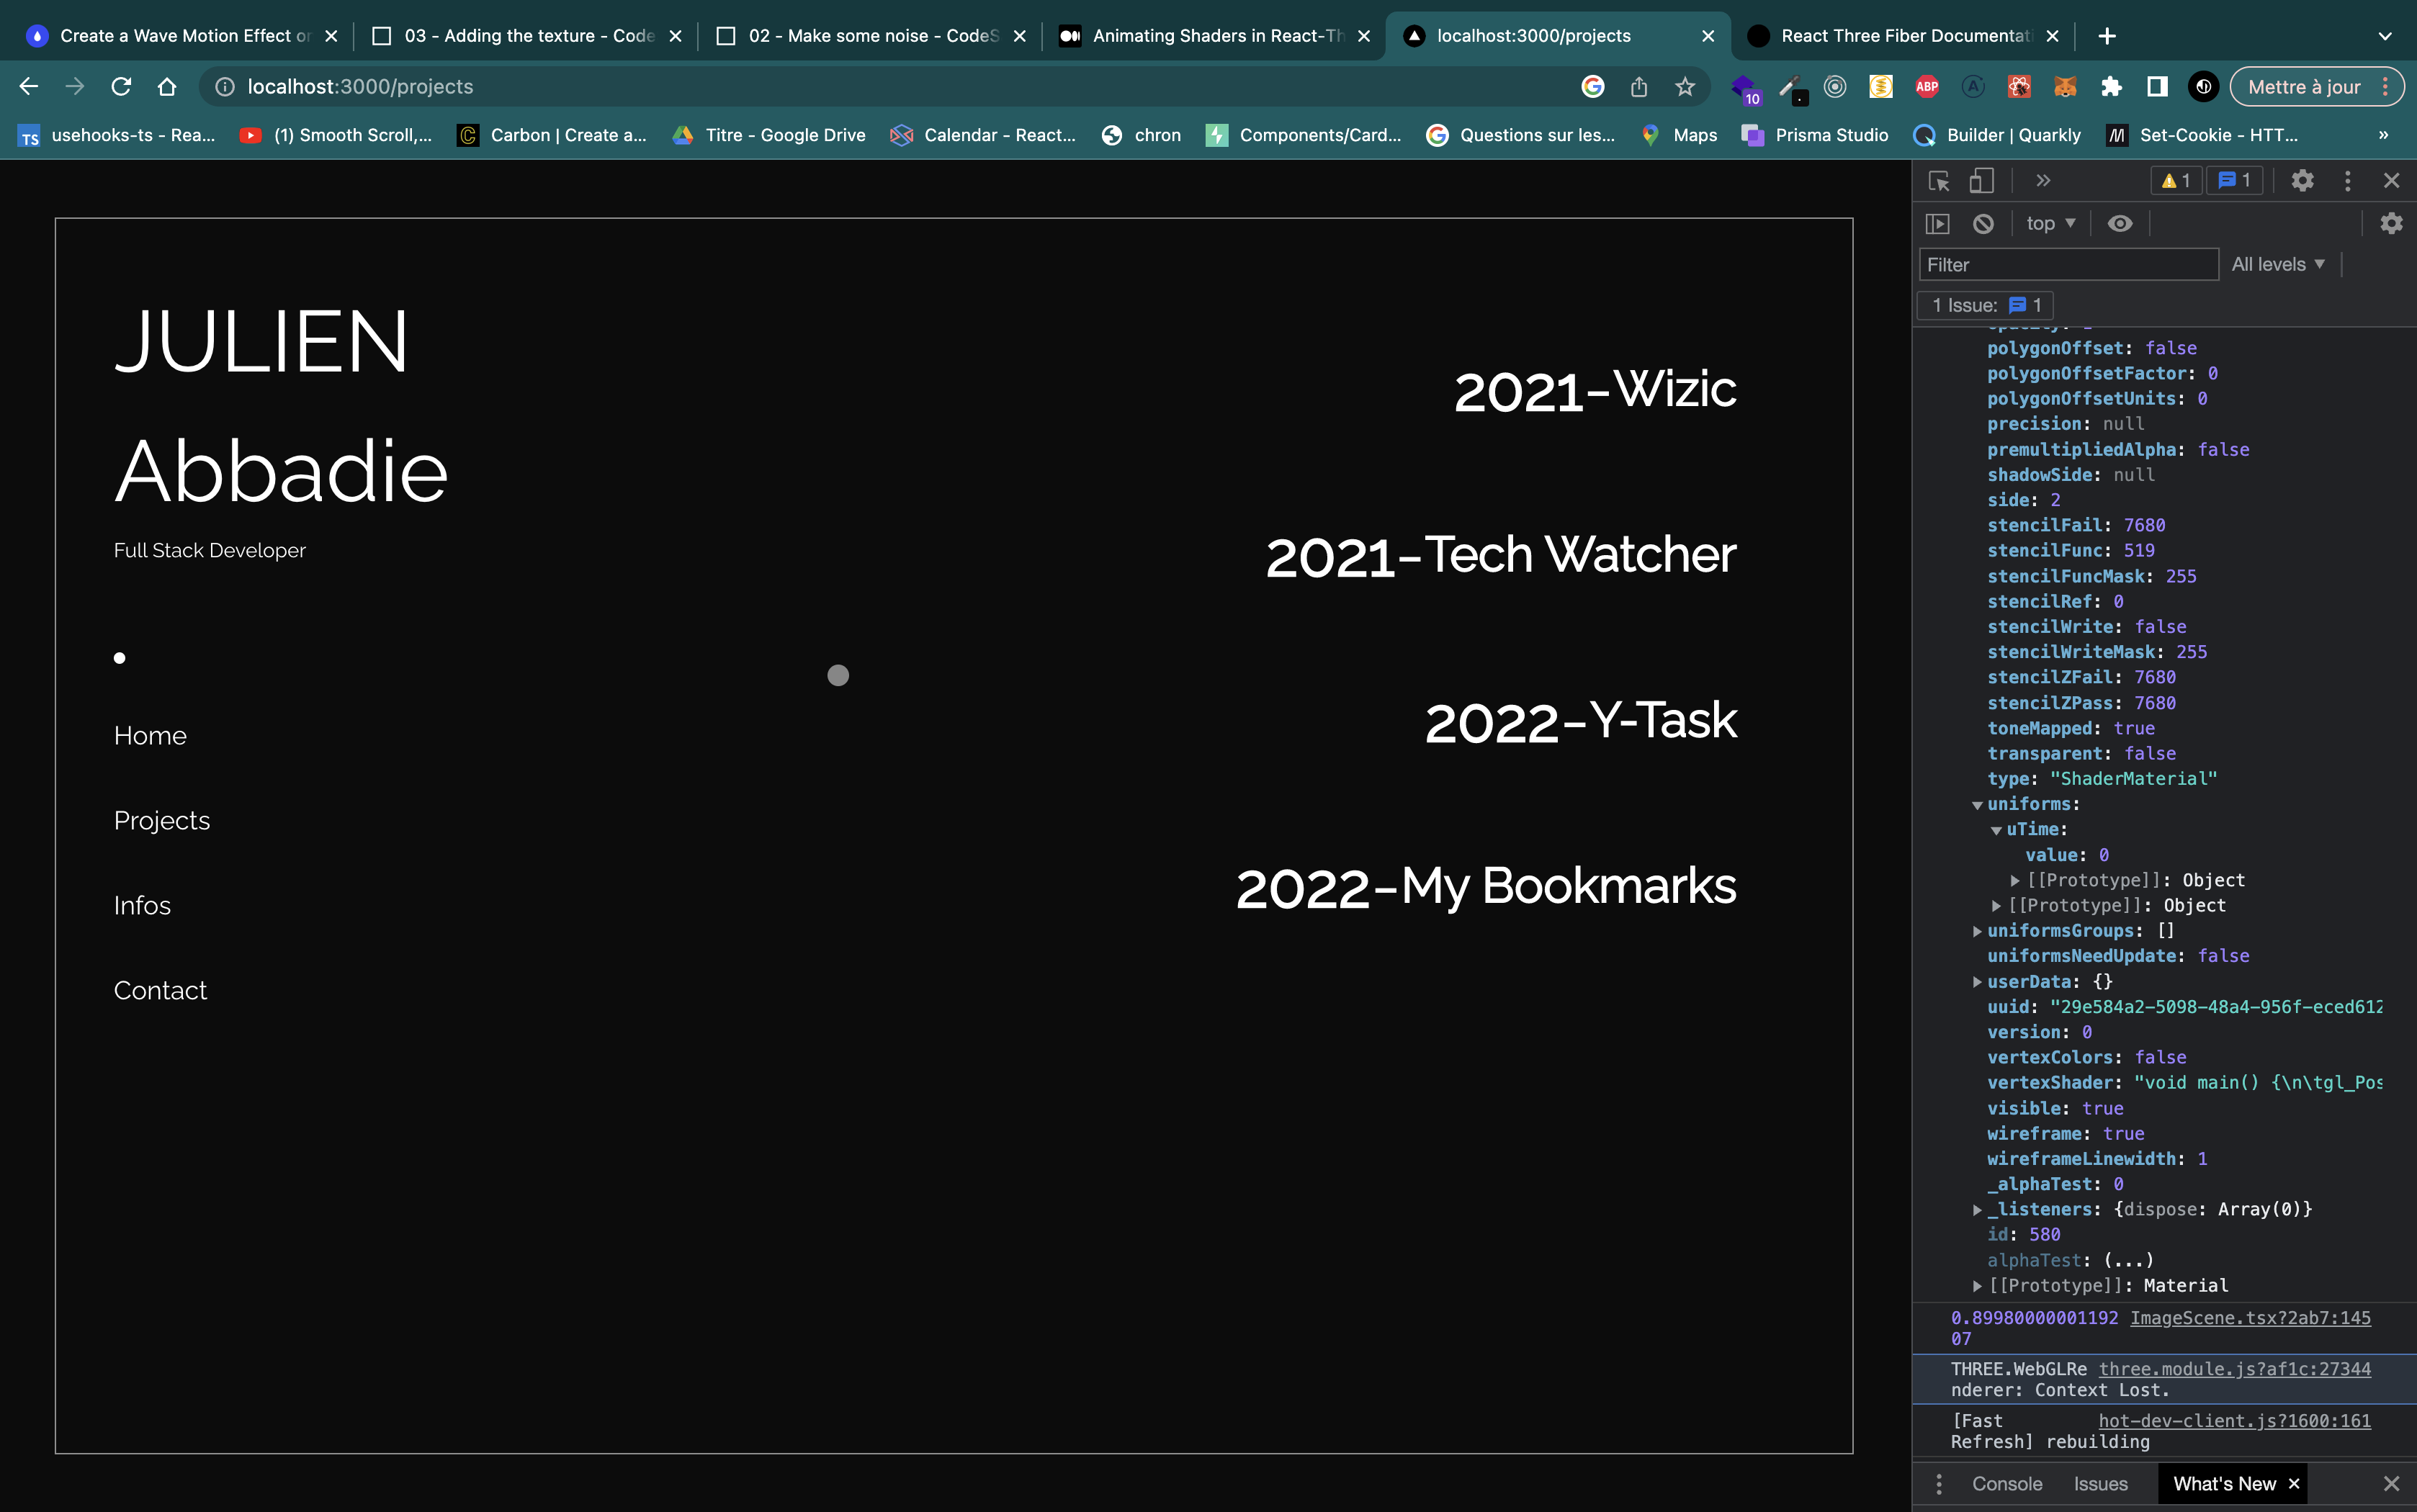 Create a Wave Motion Effect or
03 - Adding the texture - Code
02 - Make some noise - CodeS
Animating Shaders in React-Th
localhost:3000/projects
React Three Fiber Documentati
localhost:3000/projects
10
ABP
Mettre à jour
TS usehooks-ts - Rea...
(1) Smooth Scroll,...
Carbon | Create a...
Titre - Google Drive
Calendar - React...
chron
Components/Card...
Questions sur les...
Maps
Prisma Studio
Builder | Quarkly
Set-Cookie - HTT...
»
JULIEN
Abbadie
Full Stack Developer
Home
Projects
Infos
Contact
2021-Wizic
2021-Tech Watcher
2022-Y-Task
2022-My Bookmarks
1 1
top
Filter
All levels
1 Issue: 1
polygonOffset: false
polygonOffsetFactor: 0
polygonOffsetUnits: 0
precision: null
premultipliedAlpha: false
shadowSide: null
side: 2
stencilFail: 7680
stencilFunc: 519
stencilFuncMask: 255
stencilRef: 0
stencilWrite: false
stencilWriteMask: 255
stencilZFail: 7680
stencilZPass: 7680
toneMapped: true
transparent: false
type: "ShaderMaterial"
uniforms:
uTime:
value: 0
[[Prototype]]: Object
[[Prototype]]: Object
uniformsGroups: []
uniformsNeedUpdate: false
userData: {}
uuid: "29e584a2-5098-48a4-956f-eced612
version: 0
vertexColors: false
vertexShader: "void main() {\n\tgl_Pos
visible: true
wireframe: true
wireframeLinewidth: 1
_alphaTest: 0
_listeners: {dispose: Array(0)}
id: 580
alphaTest: (...)
[[Prototype]]: Material
0.89980000001192 ImageScene.tsx?2ab7:145
07
THREE.WebGLRe three.module.js?af1c:27344
nderer: Context Lost.
[Fast hot-dev-client.js?1600:161
Refresh] rebuilding
Console
Issues
What's New